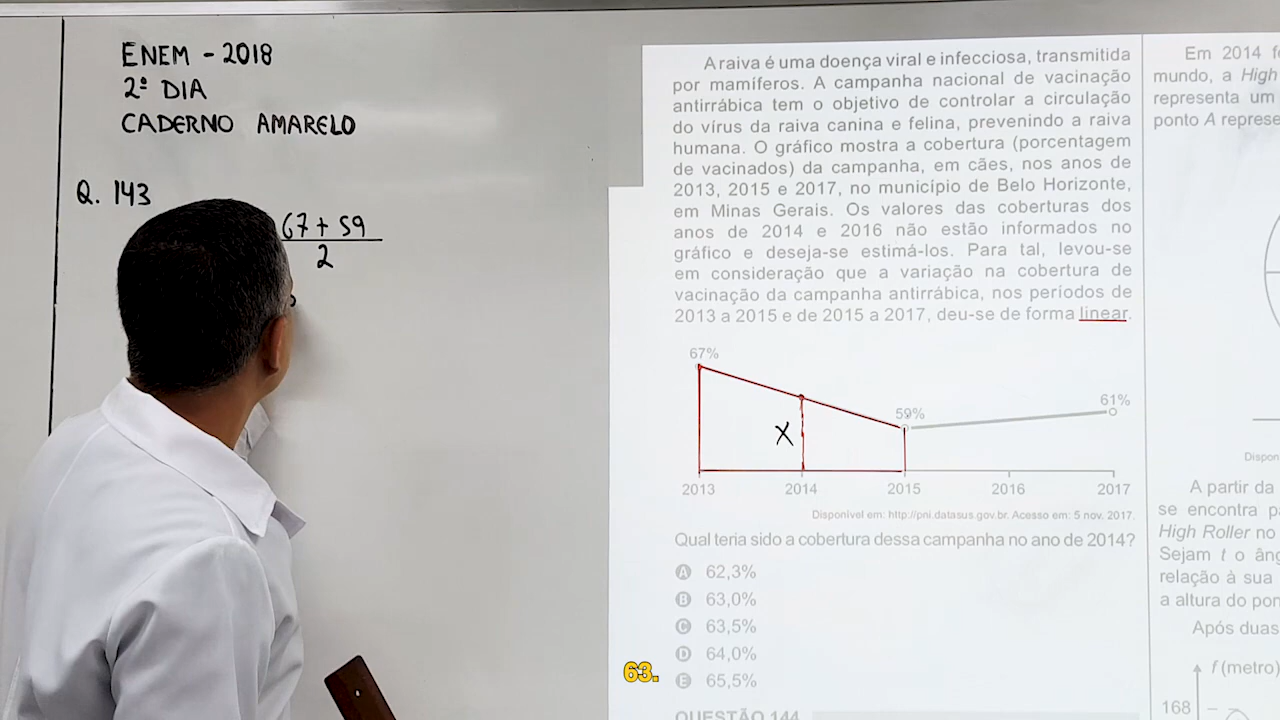 ENEM - 2018
2º DIA
CADERNO AMARELO
Q. 143
67 + 59
2
A raiva é uma doença viral e infecciosa, transmitida
por mamíferos. A campanha nacional de vacinação
antirrábica tem o objetivo de controlar a circulação
do vírus da raiva canina e felina, prevenindo a raiva
humana. O gráfico mostra a cobertura (porcentagem
de vacinados) da campanha, em cães, nos anos de
2013, 2015 e 2017, no município de Belo Horizonte,
em Minas Gerais. Os valores das coberturas dos
anos de 2014 e 2016 não estão informados no
gráfico e deseja-se estimá-los. Para tal, levou-se
em consideração que a variação na cobertura de
vacinação da campanha antirrábica, nos períodos de
2013 a 2015 e de 2015 a 2017, deu-se de forma linear.
67%
59%
61%
X
2013 2014 2015 2016 2017
Disponível em: http://pni.datasus.gov.br. Acesso em: 5 nov. 2017.
Qual teria sido a cobertura dessa campanha no ano de 2014?
A 62,3%
B 63,0%
C 63,5%
D 64,0%
E 65,5%
63.
QUESTÃO 144
Em 2014
mundo, a High
representa um
ponto A
Dispon
A partir da
se encontra
High Roller no
Sejam t o
relação à sua
a altura do
Após duas
f (metro)
168